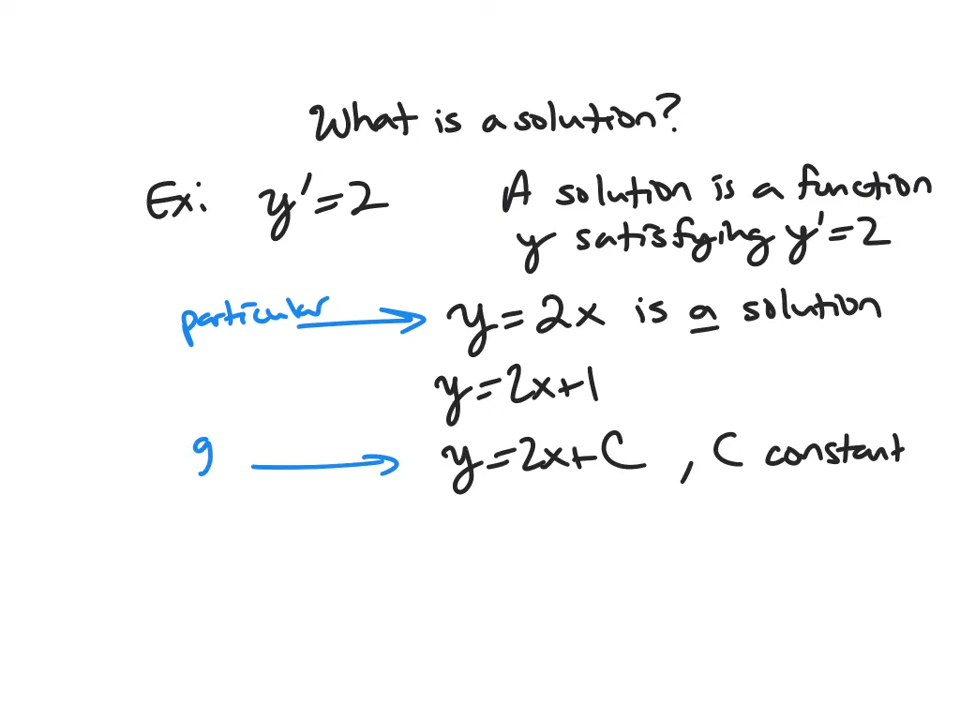 What is a solution?
Ex: y' = 2 A solution is a function
y satisfying y' = 2
particular → y = 2x is a solution
y = 2x + 1
g → y = 2x + C , C constant